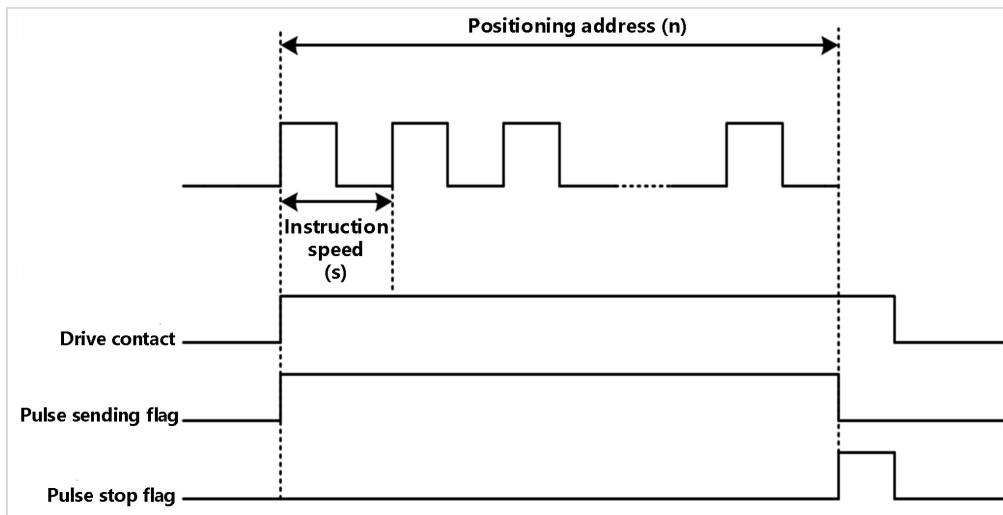 Positioning address (n)
Instruction
speed
(s)
Drive contact
Pulse sending flag
Pulse stop flag